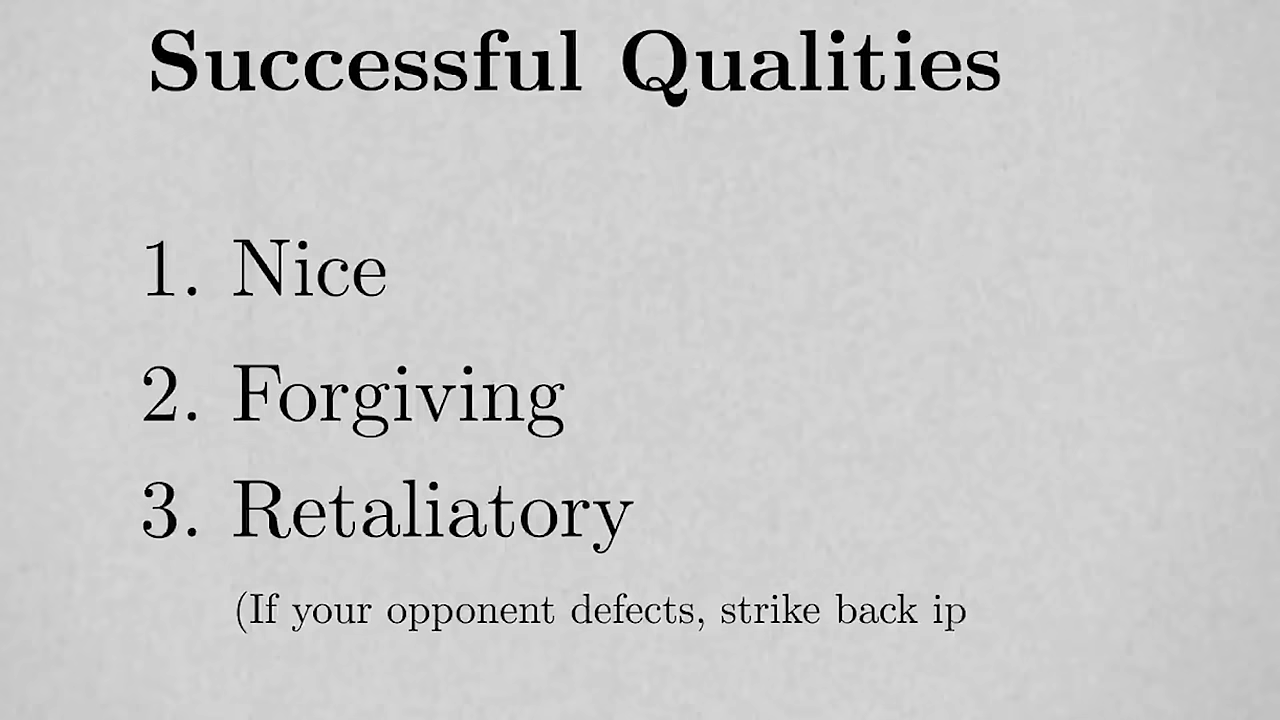 Successful Qualities
1. Nice
2. Forgiving
3. Retaliatory
(If your opponent defects, strike back ip